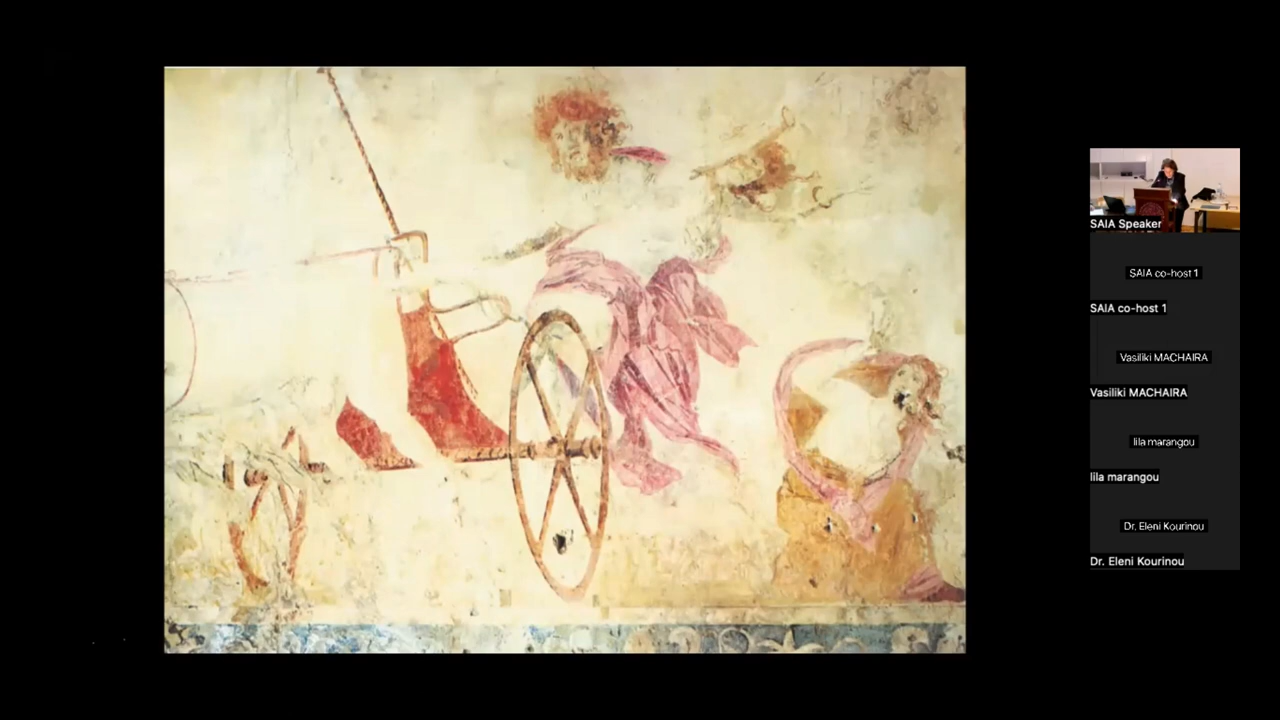 SAIA Speaker
SAIA co-host 1
SAIA co-host 1
Vasiliki MACHAIRA
Vasiliki MACHAIRA
lila marangou
lila marangou
Dr. Eleni Kourinou
Dr. Eleni Kourinou